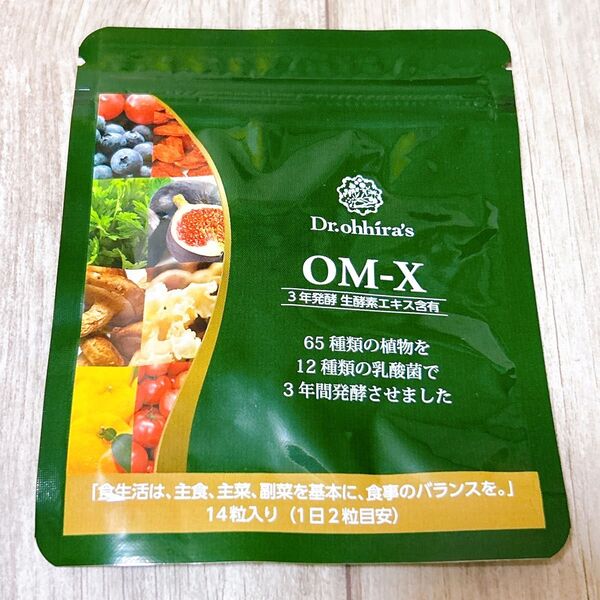 Dr.ohhira's
OM-X
3年発酵 生酵素エキス含有
65種類の植物を
12種類の乳酸菌で
3年間発酵させました
「食生活は、主食、主菜、副菜を基本に、食事のバランスを。」
14粒入り（1日2粒目安）